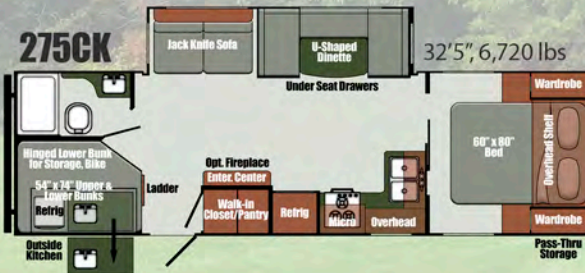 275CK
Jack Knife Sofa
U-Shaped
Dinette
32'5", 6,720 lbs
Under Seat Drawers
Wardrobe
Hinged Lower Bunk
for Storage, Bike
54" x 74" Upper &
Lower Bunks
Refrig
Ladder
Opt. Fireplace
Enter. Center
Walk-in
Closet/Pantry
Refrig
Micro
Overhead
60" x 80"
Bed
Overhead Shelf
Wardrobe
Outside
Kitchen
Pass-Thru
Storage